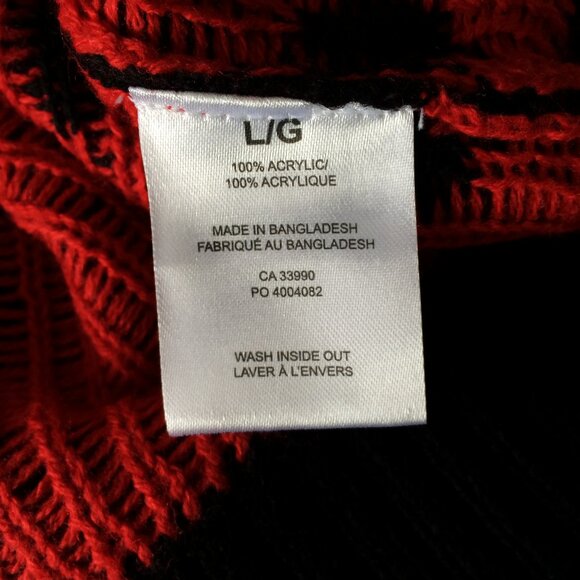 L/G
100% ACRYLIC/
100% ACRYLIQUE
MADE IN BANGLADESH
FABRIQUÉ AU BANGLADESH
CA 33990
PO 4004082
WASH INSIDE OUT
LAVER À L'ENVERS